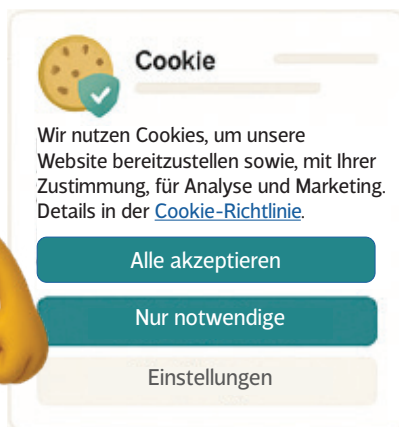 Cookie
Wir nutzen Cookies, um unsere
Website bereitzustellen sowie, mit Ihrer
Zustimmung, für Analyse und Marketing.
Details in der Cookie-Richtlinie.
Alle akzeptieren
Nur notwendige
Einstellungen